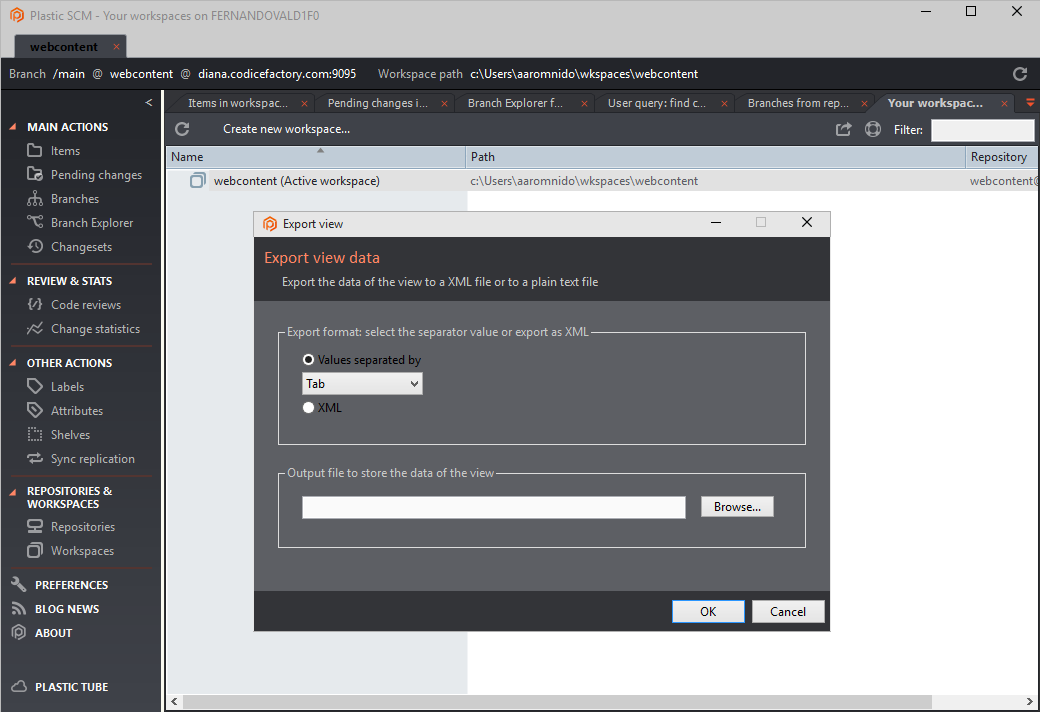 Plastic SCM - Your workspaces on FERNANDOVALD1F0
webcontent ×
Branch /main @ webcontent @ diana.codicefactory.com:9095 Workspace path c:\Users\aaromnido\wkspaces\webcontent
<
Items in workspac... × Pending changes i... × Branch Explorer f... × User query: find c... × Branches from rep... × Your workspac... ×
MAIN ACTIONS
Items
Pending changes
Branches
Branch Explorer
Changesets
REVIEW & STATS
Code reviews
Change statistics
OTHER ACTIONS
Labels
Attributes
Shelves
Sync replication
REPOSITORIES &
WORKSPACES
Repositories
Workspaces
PREFERENCES
BLOG NEWS
ABOUT
PLASTIC TUBE
Create new workspace... Filter:
Name Path Repository
webcontent (Active workspace) c:\Users\aaromnido\wkspaces\webcontent webcontent@
Export view
Export view data
Export the data of the view to a XML file or to a plain text file
Export format: select the separator value or export as XML
Values separated by
Tab
XML
Output file to store the data of the view
Browse...
OK Cancel